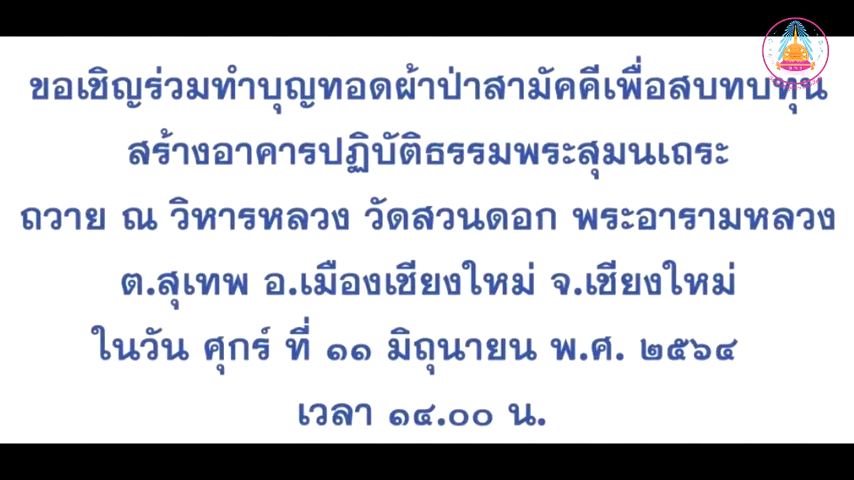 ขอเชิญร่วมทำบุญทอดผ้าป่าสามัคคีเพื่อสบทบทุน
สร้างอาคารปฏิบัติธรรมพระสุมนเถระ
ถวาย ณ วิหารหลวง วัดสวนดอก พระอารามหลวง
ต.สุเทพ อ.เมืองเชียงใหม่ จ.เชียงใหม่
ในวัน ศุกร์ ที่ ๑๑ มิถุนายน พ.ศ. ๒๕๖๔
เวลา ๑๔.๐๐ น.